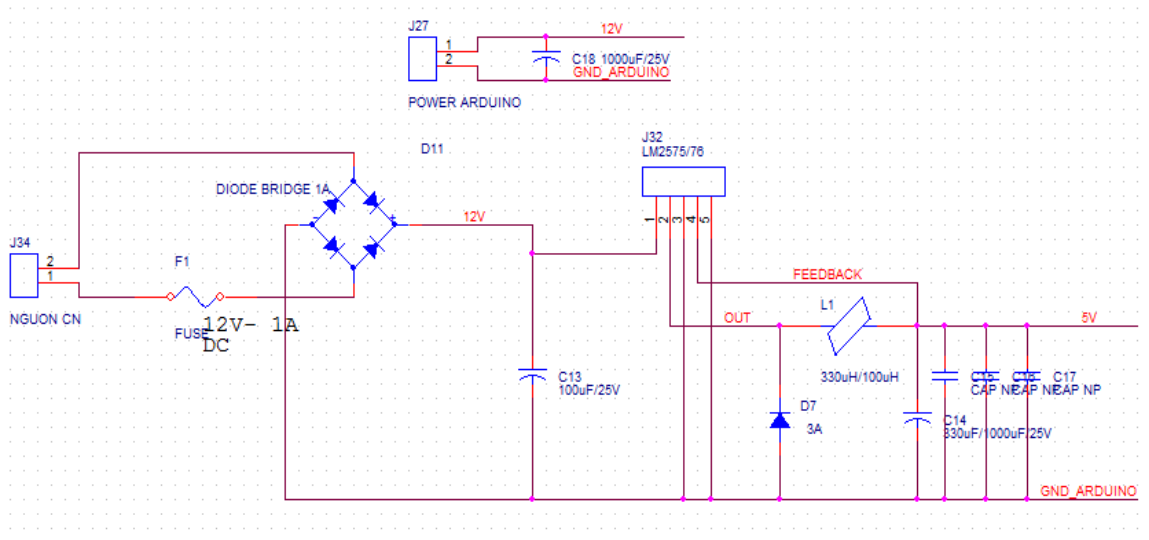 J27
12V
1
2
C18 1000uF/25V
GND_ARDUINO
POWER ARDUINO
D11
J32
LM2575/76
DIODE BRIDGE 1A
-
+
12V
1
2
3
4
5
J34
2
1
F1
FEEDBACK
L1
NGUON CN
FUSE
12V- 1A
DC
OUT
5V
330uH/100uH
C13
100uF/25V
C15
CAP NP
C16
CAP NP
C17
CAP NP
D7
3A
C14
330uF/1000uF/25V
GND_ARDUINO